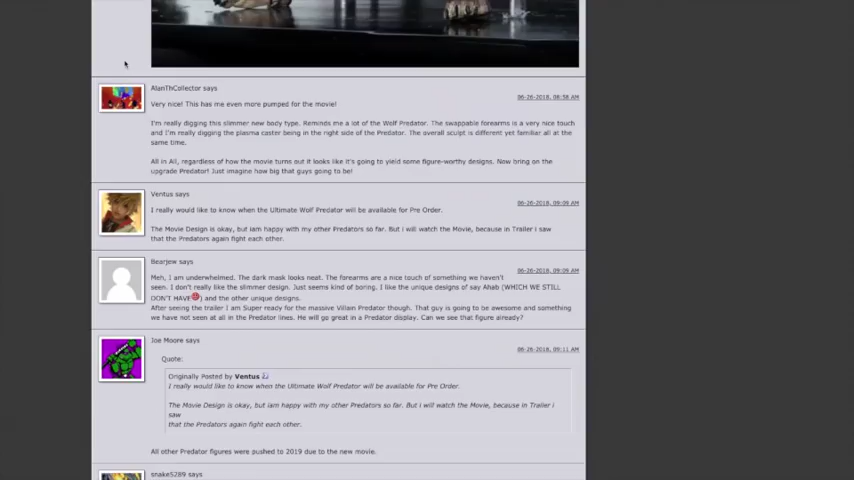 AlanThCollector says
06-26-2018, 08:58 AM
Very nice! This has me even more pumped for the movie!
I'm really digging this slimmer new body type. Reminds me a lot of the Wolf Predator. The swappable forearms is a very nice touch
and I'm really digging the plasma caster being in the right side of the Predator. The overall sculpt is different yet familiar all at the
same time.
All in All, regardless of how the movie turns out it looks like it's going to yield some figure-worthy designs. Now bring on the
upgrade Predator! Just imagine how big that guys going to be!
Ventus says
06-26-2018, 09:09 AM
I really would like to know when the Ultimate Wolf Predator will be available for Pre Order.
The Movie Design is okay, but iam happy with my other Predators so far. But i will watch the Movie, because in Trailer i saw
that the Predators again fight each other.
Bearjew says
06-26-2018, 09:09 AM
Meh, I am underwhelmed. The dark mask looks neat. The forearms are a nice touch of something we haven't
seen. I don't really like the slimmer design. Just seems kind of boring. I like the unique designs of say Ahab (WHICH WE STILL
DON'T HAVE) and the other unique designs.
After seeing the trailer I am Super ready for the massive Villain Predator though. That guy is going to be awesome and something
we have not seen at all in the Predator lines. He will go great in a Predator display. Can we see that figure already?
Joe Moore says
06-26-2018, 09:11 AM
Quote:
Originally Posted by Ventus
I really would like to know when the Ultimate Wolf Predator will be available for Pre Order.
The Movie Design is okay, but iam happy with my other Predators so far. But i will watch the Movie, because in Trailer i
saw
that the Predators again fight each other.
All other Predator figures were pushed to 2019 due to the new movie.
snake5289 says